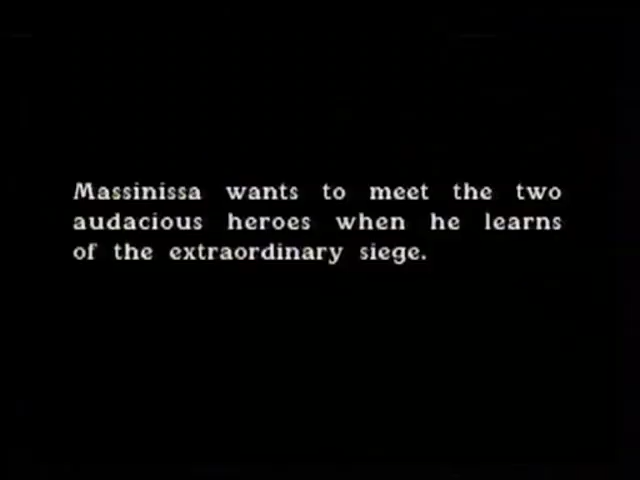 Massinissa wants to meet the two
audacious heroes when he learns
of the extraordinary siege.